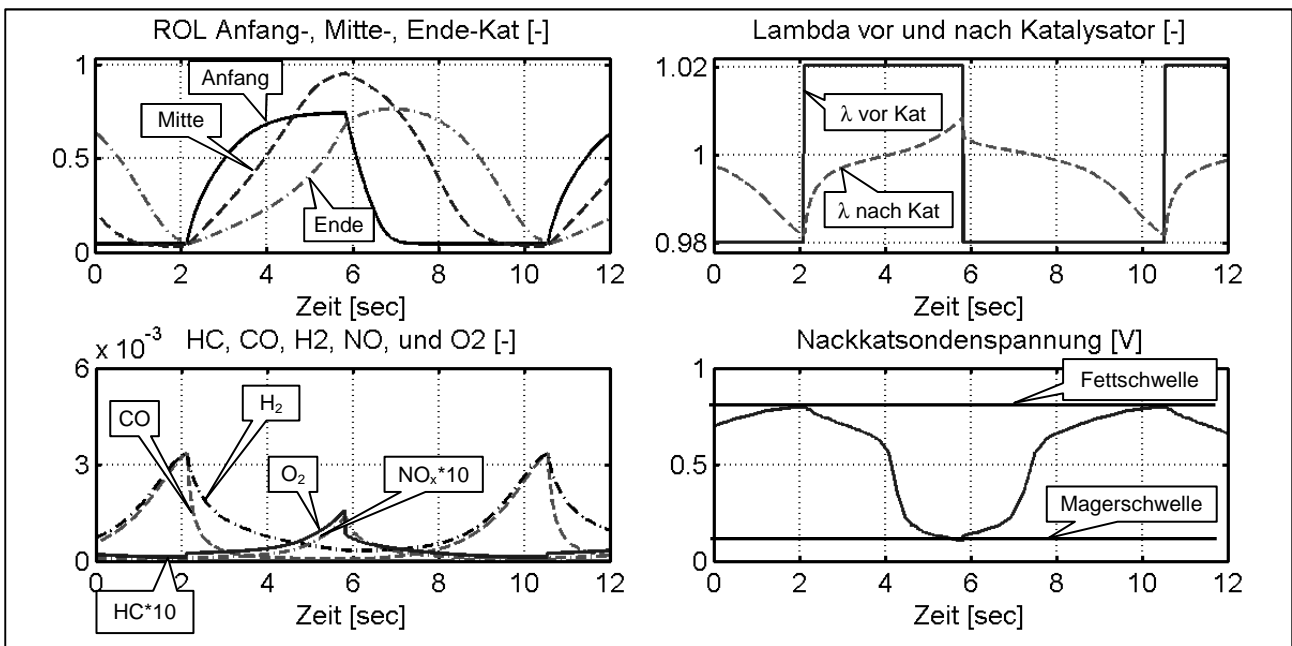 ROL Anfang-, Mitte-, Ende-Kat [-]
1
0.5
0
Anfang
Mitte
Ende
0 2 4 6 8 10 12
Zeit [sec]
Lambda vor und nach Katalysator [-]
1.02
1
0.98
λ vor Kat
λ nach Kat
0 2 4 6 8 10 12
Zeit [sec]
x 10⁻³
HC, CO, H2, NO, und O2 [-]
6
3
0
CO
H₂
O₂
NOₓ*10
HC*10
0 2 4 6 8 10 12
Zeit [sec]
Nackkatsondenspannung [V]
1
0.5
0
Fettschwelle
Magerschwelle
0 2 4 6 8 10 12
Zeit [sec]